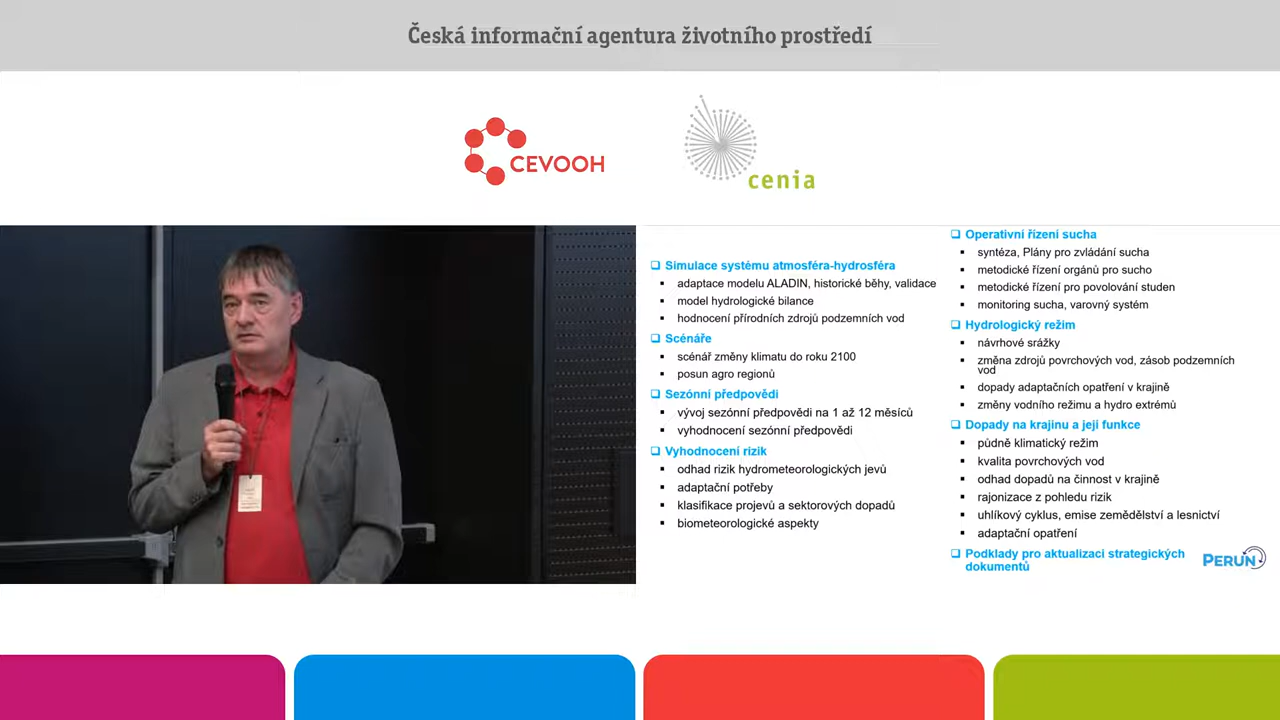 Česká informační agentura životního prostředí
CEVOOH
cenia
❑ Simulace systému atmosféra-hydrosféra
▪ adaptace modelu ALADIN, historické běhy, validace
▪ model hydrologické bilance
▪ hodnocení přírodních zdrojů podzemních vod
❑ Scénáře
▪ scénář změny klimatu do roku 2100
▪ posun agro regionů
❑ Sezónní předpovědi
▪ vývoj sezónní předpovědi na 1 až 12 měsíců
▪ vyhodnocení sezónní předpovědi
❑ Vyhodnocení rizik
▪ odhad rizik hydrometeorologických jevů
▪ adaptační potřeby
▪ klasifikace projevů a sektorových dopadů
▪ biometeorologické aspekty
❑ Operativní řízení sucha
▪ syntéza, Plány pro zvládání sucha
▪ metodické řízení orgánů pro sucho
▪ metodické řízení pro povolování studen
▪ monitoring sucha, varovný systém
❑ Hydrologický režim
▪ návrhové srážky
▪ změna zdrojů povrchových vod, zásob podzemních
vod
▪ dopady adaptačních opatření v krajině
▪ změny vodního režimu a hydro extrémů
❑ Dopady na krajinu a její funkce
▪ půdně klimatický režim
▪ kvalita povrchových vod
▪ odhad dopadů na činnost v krajině
▪ rajonizace z pohledu rizik
▪ uhlíkový cyklus, emise zemědělství a lesnictví
▪ adaptační opatření
❑ Podklady pro aktualizaci strategických
dokumentů
PERUN